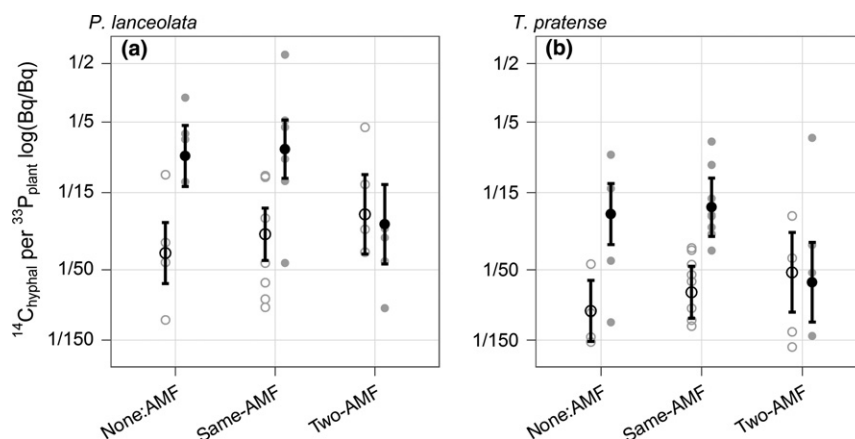 P. lanceolata
T. pratense
(a)
(b)
¹⁴C_hyphal per ³³P_plant log(Bq/Bq)
1/2
1/5
1/15
1/50
1/150
1/2
1/5
1/15
1/50
1/150
None:AMF
Same-AMF
Two-AMF
None:AMF
Same-AMF
Two-AMF